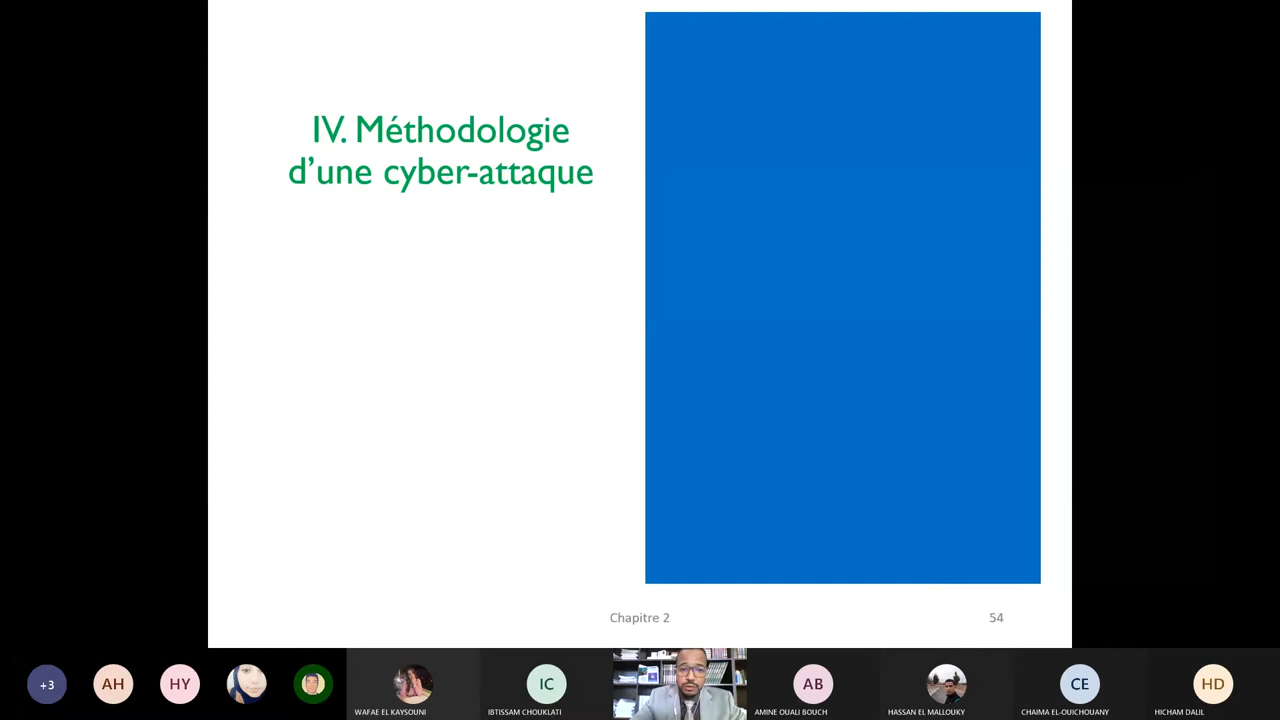 IV. Méthodologie
d’une cyber-attaque
Chapitre 2
54
+3
AH
HY
WAFAE EL KAYSOUNI
IC
IBTISSAM CHOUKLATI
AB
AMINE OUALI BOUCH
HASSAN EL MALLOUKY
CE
CHAIMA EL-OUICHOUANY
HD
HICHAM DALIL